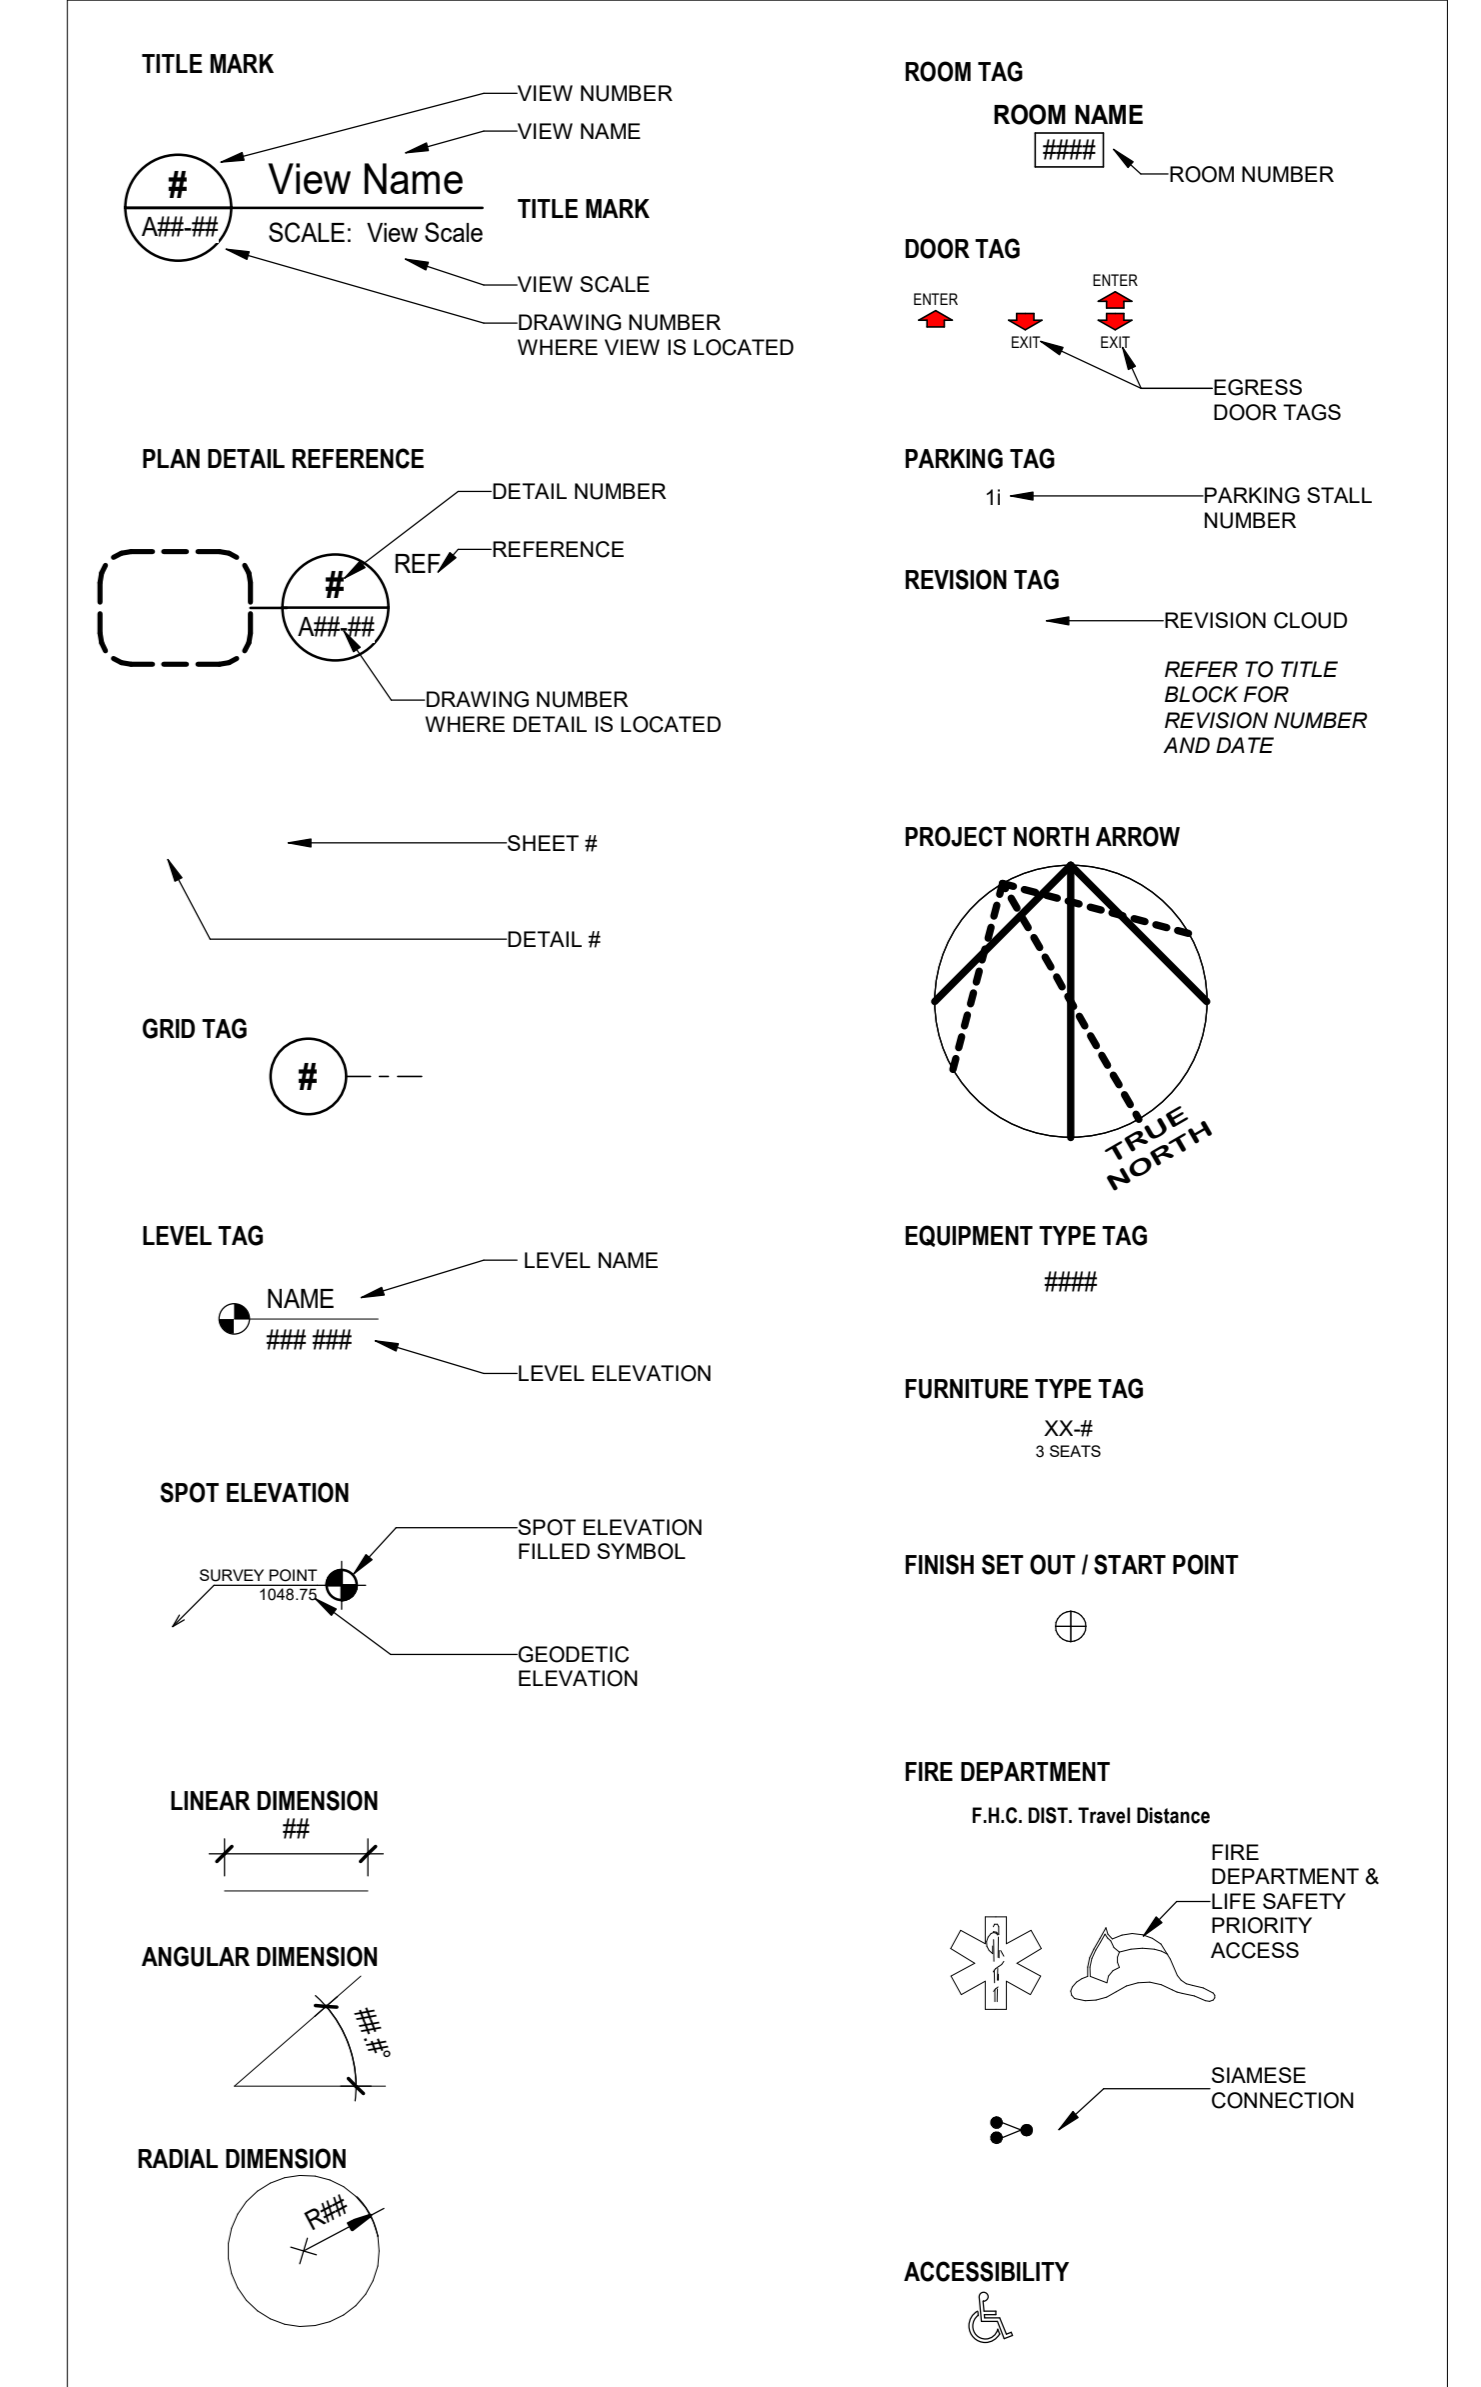 TITLE MARK
VIEW NUMBER
VIEW NAME
#
View Name
A##-##
SCALE: View Scale
TITLE MARK
VIEW SCALE
DRAWING NUMBER
WHERE VIEW IS LOCATED
PLAN DETAIL REFERENCE
DETAIL NUMBER
REF
REFERENCE
#
A##-##
DRAWING NUMBER
WHERE DETAIL IS LOCATED
SHEET #
DETAIL #
GRID TAG
#
LEVEL TAG
LEVEL NAME
NAME
### ###
LEVEL ELEVATION
SPOT ELEVATION
SPOT ELEVATION
FILLED SYMBOL
SURVEY POINT
1048.75
GEODETIC
ELEVATION
LINEAR DIMENSION
##
ANGULAR DIMENSION
##.#°
RADIAL DIMENSION
R##
ROOM TAG
ROOM NAME
####
ROOM NUMBER
DOOR TAG
ENTER
EXIT
ENTER
EXIT
EGRESS
DOOR TAGS
PARKING TAG
1i
PARKING STALL
NUMBER
REVISION TAG
REVISION CLOUD
REFER TO TITLE
BLOCK FOR
REVISION NUMBER
AND DATE
PROJECT NORTH ARROW
TRUE
NORTH
EQUIPMENT TYPE TAG
####
FURNITURE TYPE TAG
XX-#
3 SEATS
FINISH SET OUT / START POINT
FIRE DEPARTMENT
F.H.C. DIST. Travel Distance
FIRE
DEPARTMENT &
LIFE SAFETY
PRIORITY
ACCESS
SIAMESE
CONNECTION
ACCESSIBILITY